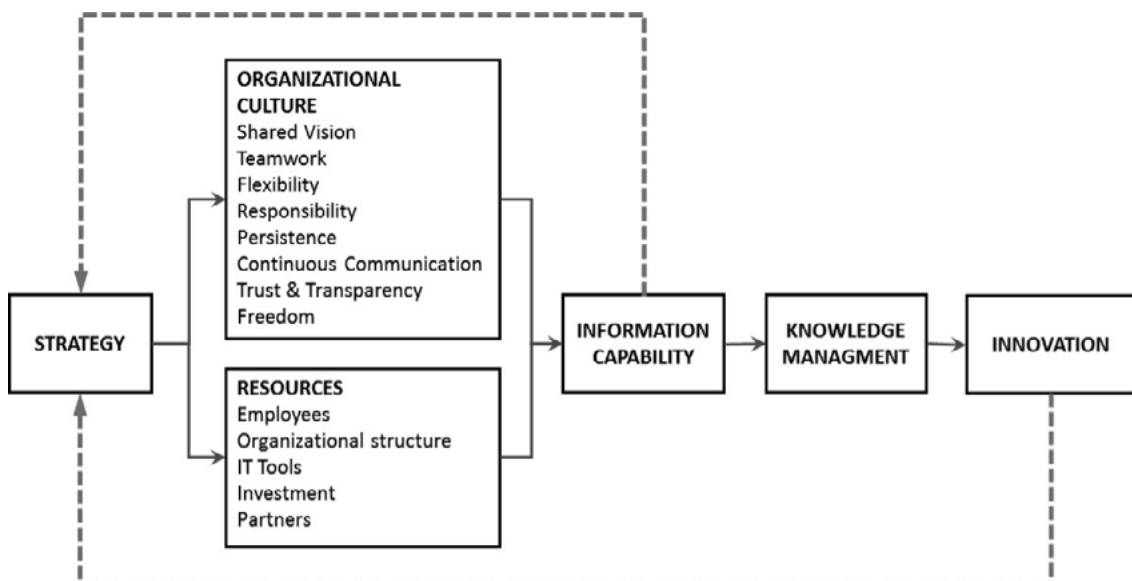 ORGANIZATIONAL
CULTURE
Shared Vision
Teamwork
Flexibility
Responsibility
Persistence
Continuous Communication
Trust & Transparency
Freedom
STRATEGY
RESOURCES
Employees
Organizational structure
IT Tools
Investment
Partners
INFORMATION
CAPABILITY
KNOWLEDGE
MANAGMENT
INNOVATION